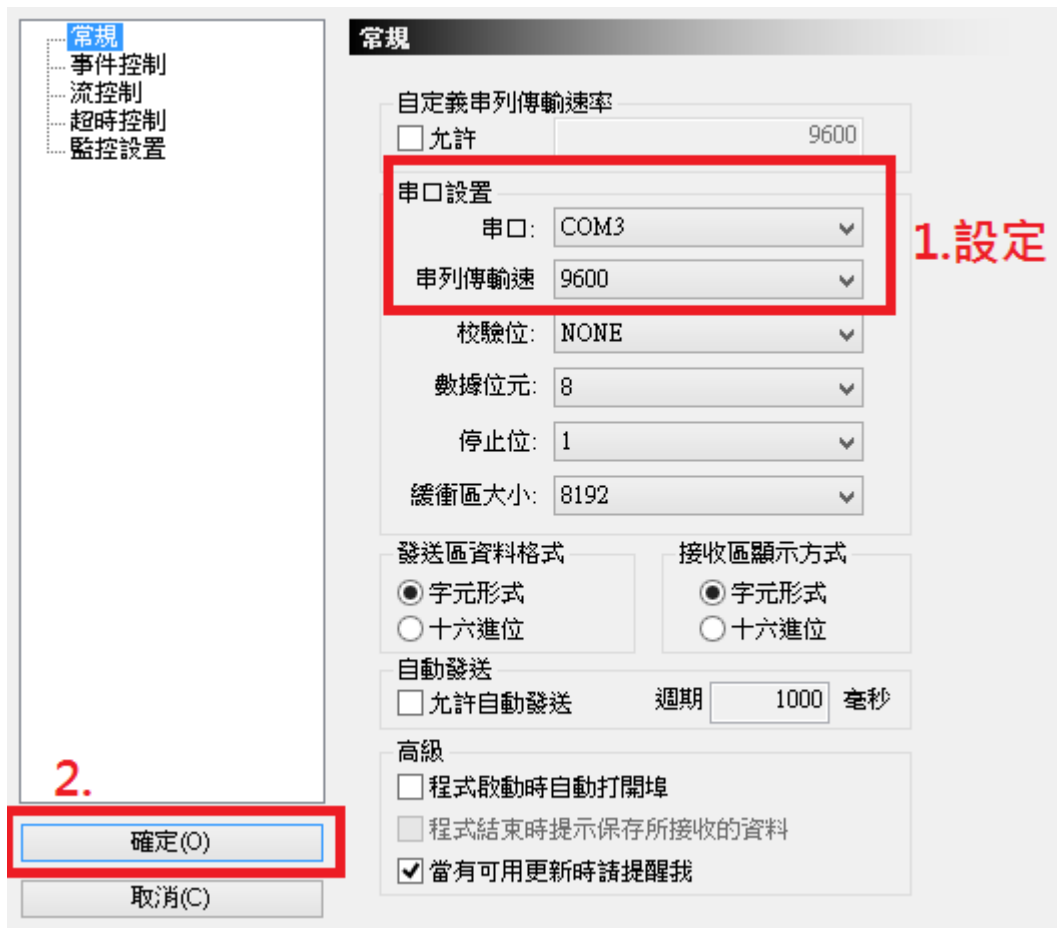 常規
事件控制
流控制
超時控制
監控設置
常規
自定義串列傳輸速率
允許
9600
串口設置
串口:
COM3
1.設定
串列傳輸速
9600
校驗位:
NONE
數據位元:
8
停止位:
1
緩衝區大小:
8192
發送區資料格式
字元形式
十六進位
接收區顯示方式
字元形式
十六進位
自動發送
允許自動發送
週期
1000
毫秒
高級
程式啟動時自動打開埠
程式結束時提示保存所接收的資料
當有可用更新時請提醒我
2.
確定(O)
取消(C)